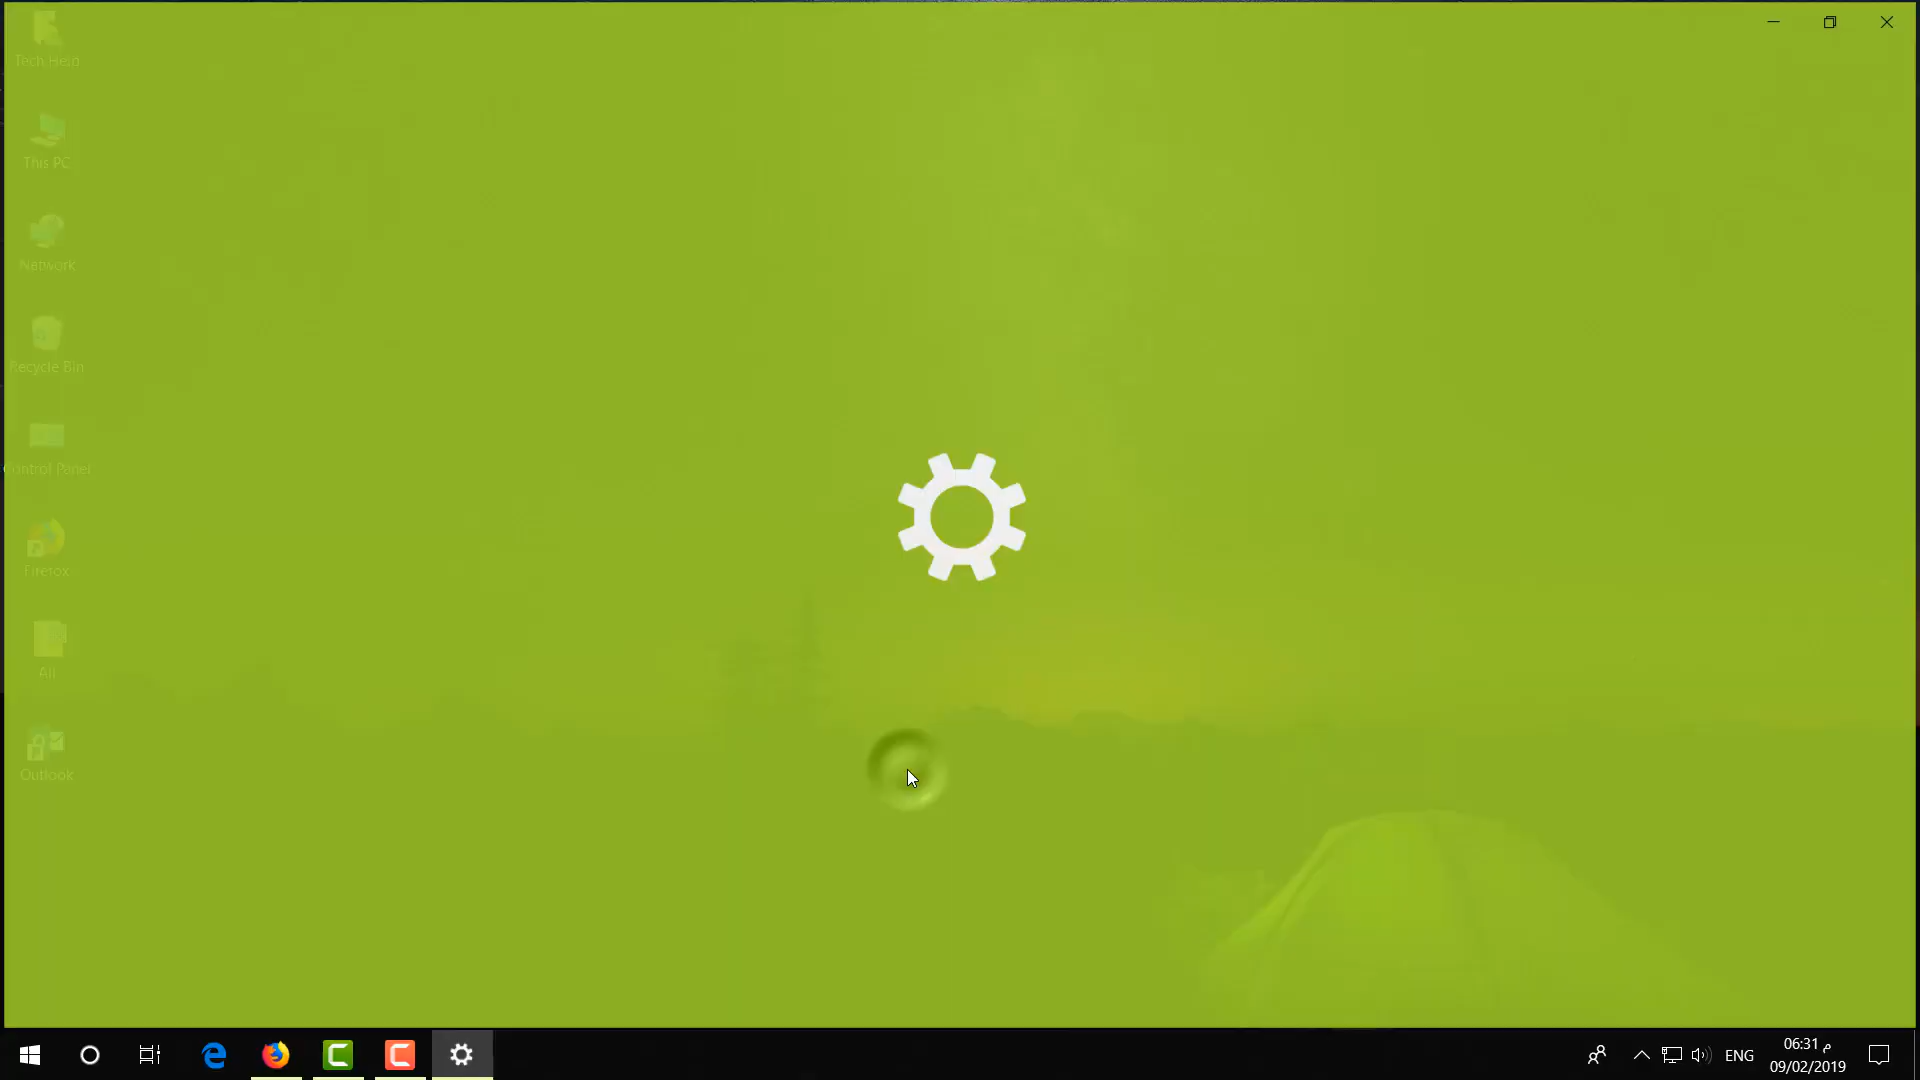 Tech Help
This PC
Network
Recycle Bin
Control Panel
Firefox
All
Outlook
ENG
06:31 م
09/02/2019